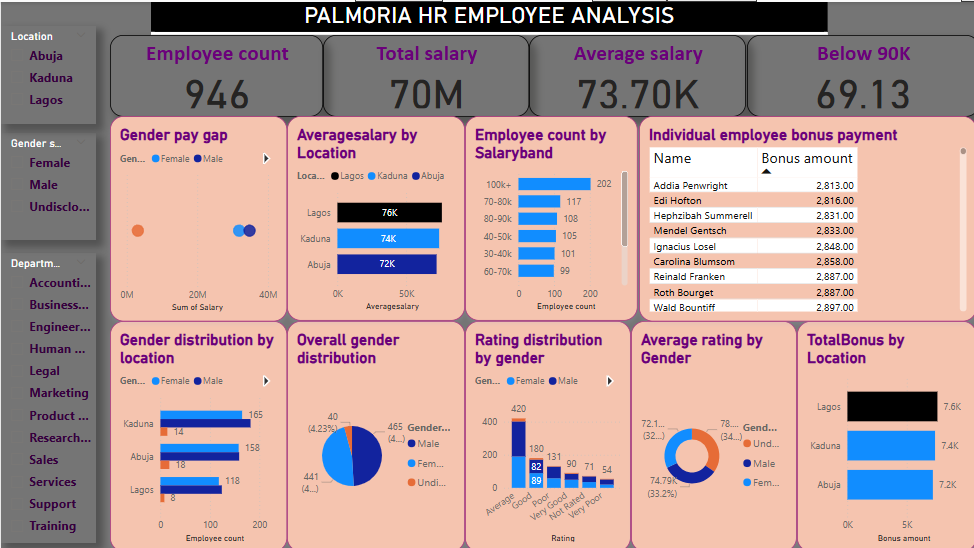 PALMORIA HR EMPLOYEE ANALYSIS
Location
Abuja
Kaduna
Lagos
Gender s...
Female
Male
Undisclo...
Departm...
Accounti...
Business...
Engineer...
Human ...
Legal
Marketing
Product ...
Research...
Sales
Services
Support
Training
Employee count
946
Total salary
70M
Average salary
73.70K
Below 90K
69.13
Gender pay gap
Gen... Female Male
0M 20M 40M
Sum of Salary
Averagesalary by
Location
Loca... Lagos Kaduna Abuja
Lagos 76K
Kaduna 74K
Abuja 72K
0K 50K
Averagesalary
Employee count by
Salaryband
100k+ 202
70-80k 117
80-90k 108
40-50k 105
30-40k 101
60-70k 99
0 100 200
Employee count
Individual employee bonus payment
Name Bonus amount
Addia Penwright 2,813.00
Edi Hofton 2,816.00
Hephzibah Summerell 2,831.00
Mendel Gentsch 2,833.00
Ignacius Losel 2,848.00
Carolina Blumsom 2,858.00
Reinald Franken 2,887.00
Roth Bourget 2,887.00
Wald Bountiff 2,897.00
Gender distribution by
location
Gen... Female Male
Kaduna 165
14
Abuja 158
18
Lagos 118
8
0 100 200
Employee count
Overall gender
distribution
40
(4.23%)
465
(4...)
441
(4...)
Gender...
Male
Fem...
Undi...
Rating distribution
by gender
Gen... Female Male
400
200
0
420
180
131
90
71
54
82
89
Average
Good
Poor
Very Good
Not Rated
Very Poor
Rating
Average rating by
Gender
72.1...
(32...)
78....
(34...)
74.79K
(33.2%)
Gend...
Und...
Male
Fem...
TotalBonus by
Location
Lagos 7.6K
Kaduna 7.4K
Abuja 7.2K
0K 5K
Bonus amount